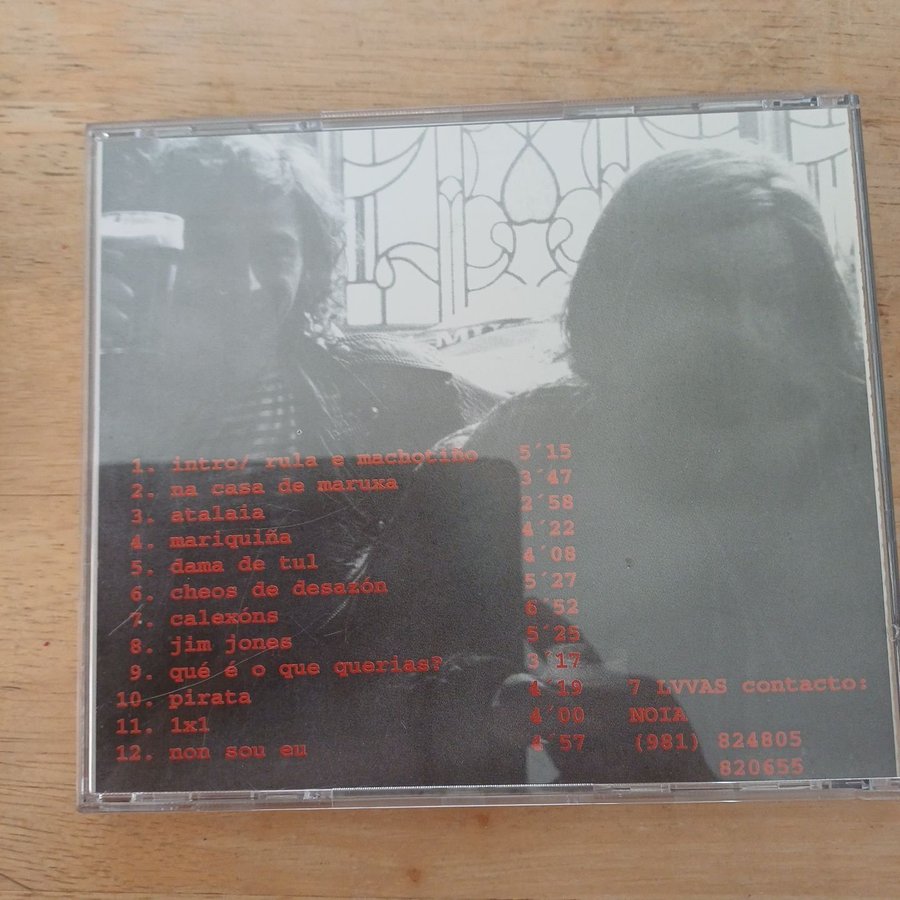 1. intro/ rula e machotiño 5´15
2. na casa de maruxa 3´47
3. atalaia 2´58
4. mariquiña 4´22
5. dama de tul 4´08
6. cheos de desazón 5´27
7. calexóns 6´52
8. jim jones 5´25
9. qué é o que querias? 3´17
10. pirata 4´19
11. 1x1 4´00
12. non sou eu 4´57
7 LVVAS contacto:
NOIA
(981) 824805
820655